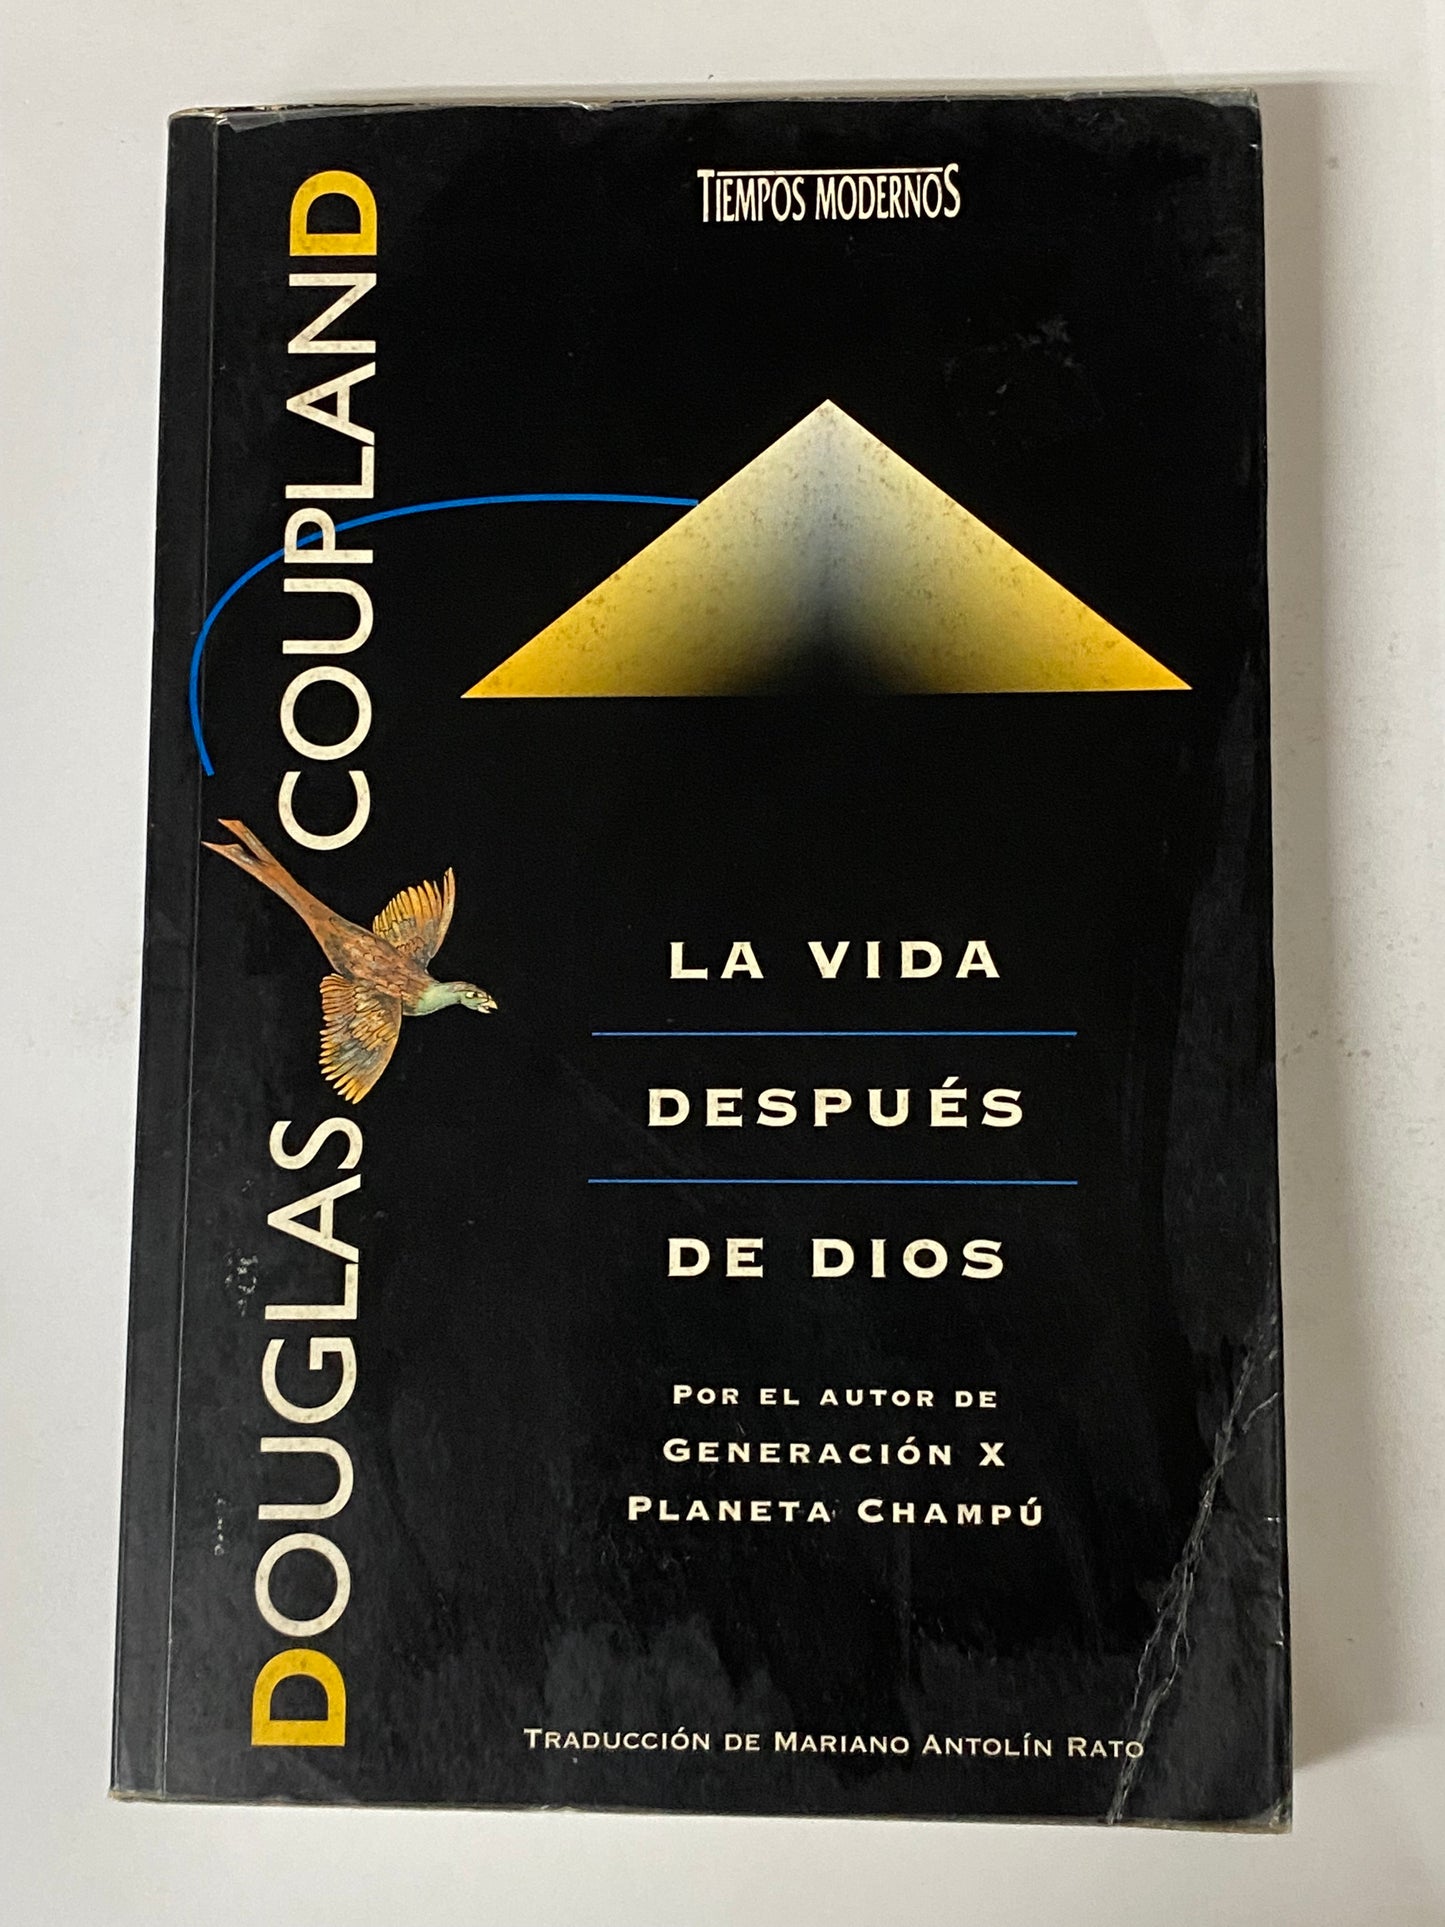 TIEMPOS MODERNOS
DOUGLAS COUPLAND
LA VIDA
DESPUÉS
DE DIOS
POR EL AUTOR DE
GENERACIÓN X
PLANETA CHAMPÚ
TRADUCCIÓN DE MARIANO ANTOLÍN RATO